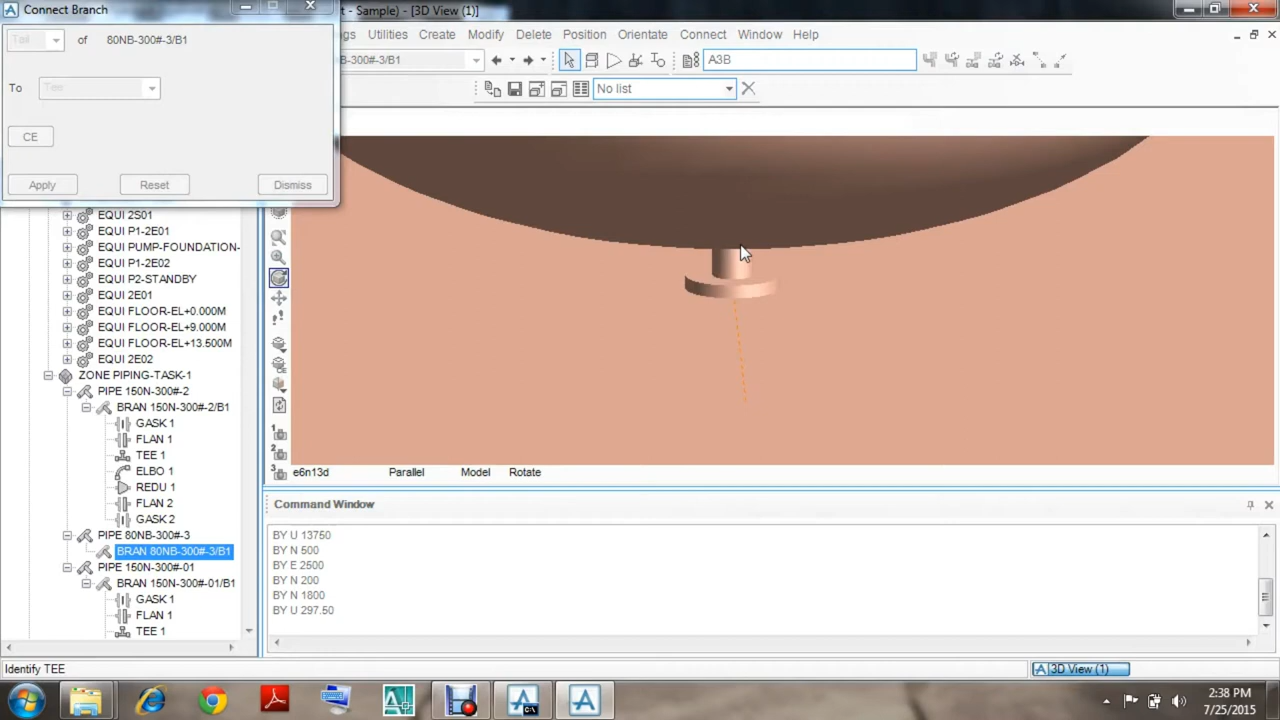 Connect Branch
t - Sample) - [3D View (1)]
Tail of 80NB-300#-3/B1
To Tee
CE
Apply Reset Dismiss
ngs Utilities Create Modify Delete Position Orientate Connect Window Help
B-300#-3/B1
A3B
No list
EQUI 2S01
EQUI P1-2E01
EQUI PUMP-FOUNDATION-
EQUI P1-2E02
EQUI P2-STANDBY
EQUI 2E01
EQUI FLOOR-EL+0.000M
EQUI FLOOR-EL+9.000M
EQUI FLOOR-EL+13.500M
EQUI 2E02
ZONE PIPING-TASK-1
PIPE 150N-300#-2
BRAN 150N-300#-2/B1
GASK 1
FLAN 1
TEE 1
ELBO 1
REDU 1
FLAN 2
GASK 2
PIPE 80NB-300#-3
BRAN 80NB-300#-3/B1
PIPE 150N-300#-01
BRAN 150N-300#-01/B1
GASK 1
FLAN 1
TEE 1
1
2
3
e6n13d Parallel Model Rotate
Command Window
BY U 13750
BY N 500
BY E 2500
BY N 200
BY N 1800
BY U 297.50
Identify TEE
3D View (1)
2:38 PM
7/25/2015